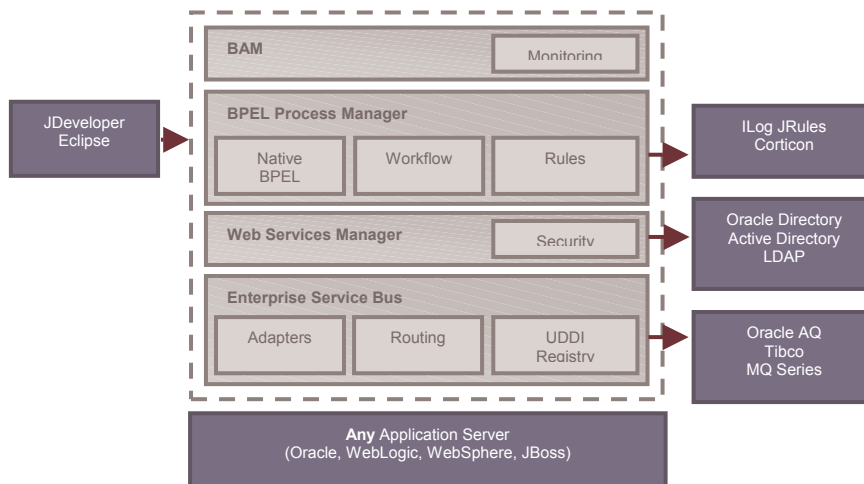 BAM
Monitoring
JDeveloper
Eclipse
BPEL Process Manager
Native
BPEL
Workflow
Rules
ILog JRules
Corticon
Web Services Manager
Security
Oracle Directory
Active Directory
LDAP
Enterprise Service Bus
Adapters
Routing
UDDI
Registry
Oracle AQ
Tibco
MQ Series
Any Application Server
(Oracle, WebLogic, WebSphere, JBoss)